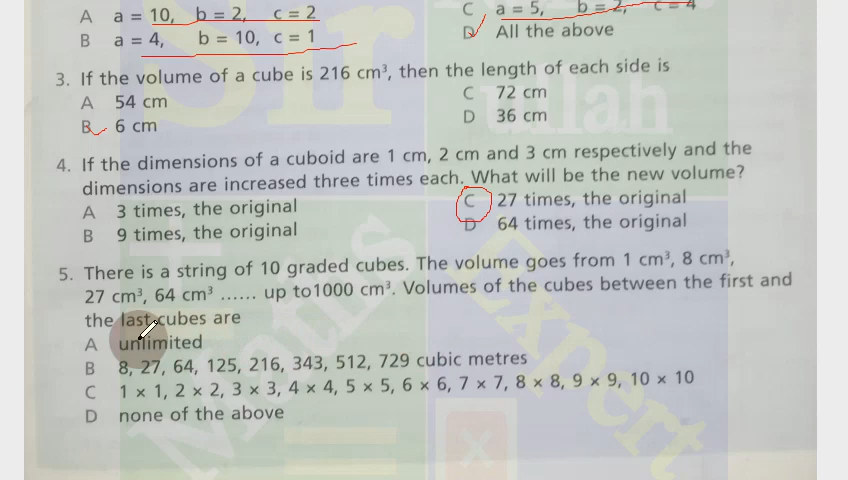 A a = 10, b = 2, c = 2
B a = 4, b = 10, c = 1
C a = 5, b = 2, c = 4
D All the above
3. If the volume of a cube is 216 cm³, then the length of each side is
A 54 cm
B 6 cm
C 72 cm
D 36 cm
4. If the dimensions of a cuboid are 1 cm, 2 cm and 3 cm respectively and the
dimensions are increased three times each. What will be the new volume?
A 3 times, the original
B 9 times, the original
C 27 times, the original
D 64 times, the original
5. There is a string of 10 graded cubes. The volume goes from 1 cm³, 8 cm³,
27 cm³, 64 cm³ ...... up to1000 cm³. Volumes of the cubes between the first and
the last cubes are
A unlimited
B 8, 27, 64, 125, 216, 343, 512, 729 cubic metres
C 1 × 1, 2 × 2, 3 × 3, 4 × 4, 5 × 5, 6 × 6, 7 × 7, 8 × 8, 9 × 9, 10 × 10
D none of the above
Sir
ullah
Maths
Expert